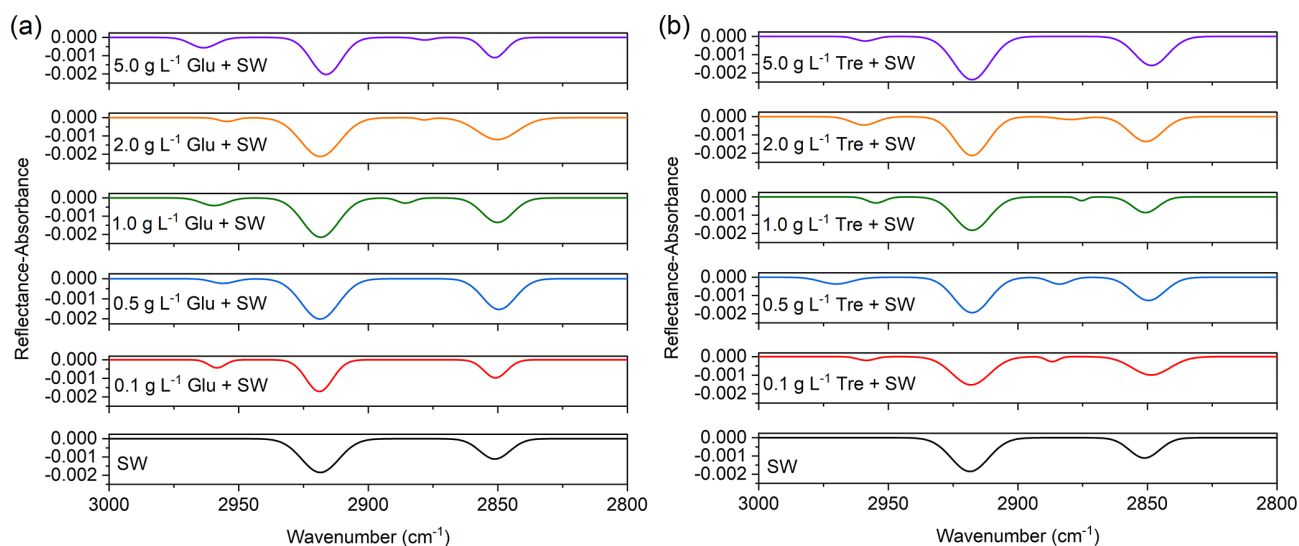 (a)
Reflectance-Absorbance
0.000
-0.001
-0.002
5.0 g L⁻¹ Glu + SW
0.000
-0.001
-0.002
2.0 g L⁻¹ Glu + SW
0.000
-0.001
-0.002
1.0 g L⁻¹ Glu + SW
0.000
-0.001
-0.002
0.5 g L⁻¹ Glu + SW
0.000
-0.001
-0.002
0.1 g L⁻¹ Glu + SW
0.000
-0.001
-0.002
SW
3000 2950 2900 2850 2800
Wavenumber (cm⁻¹)
(b)
Reflectance-Absorbance
0.000
-0.001
-0.002
5.0 g L⁻¹ Tre + SW
0.000
-0.001
-0.002
2.0 g L⁻¹ Tre + SW
0.000
-0.001
-0.002
1.0 g L⁻¹ Tre + SW
0.000
-0.001
-0.002
0.5 g L⁻¹ Tre + SW
0.000
-0.001
-0.002
0.1 g L⁻¹ Tre + SW
0.000
-0.001
-0.002
SW
3000 2950 2900 2850 2800
Wavenumber (cm⁻¹)